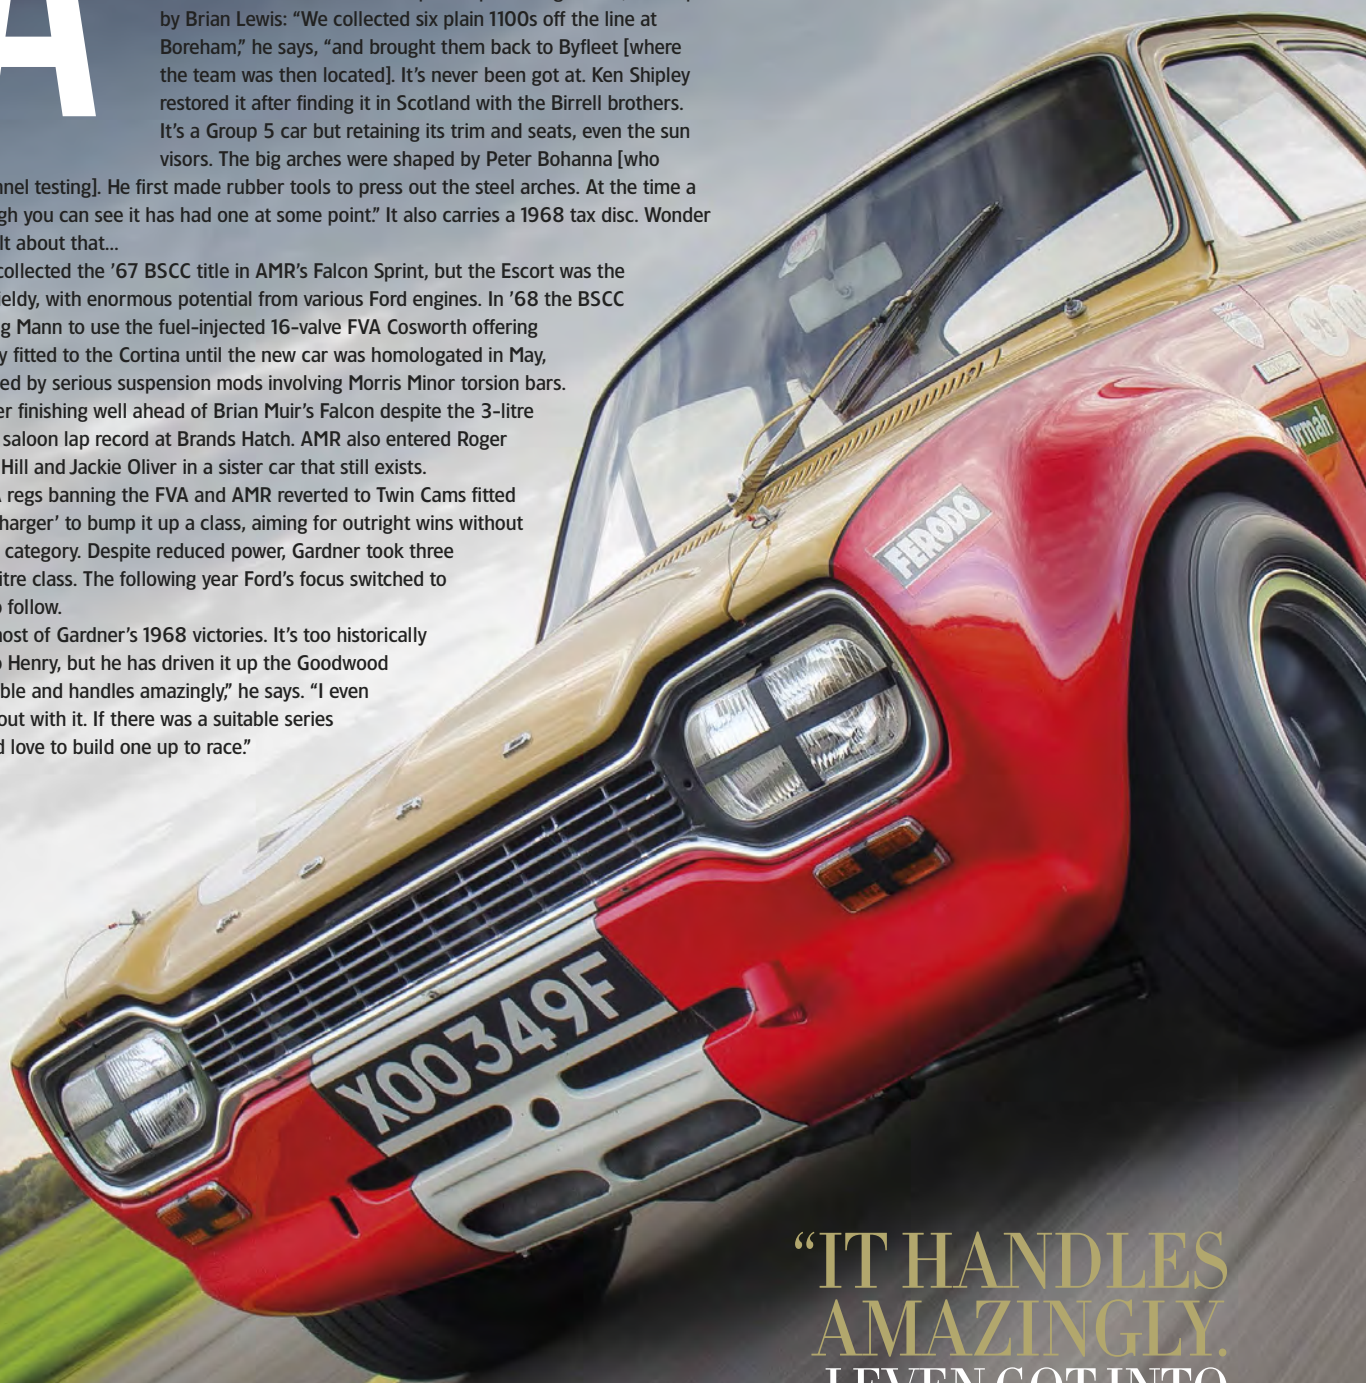 A
by Brian Lewis: “We collected six plain 1100s off the line at
Boreham,” he says, “and brought them back to Byfleet [where
the team was then located]. It’s never been got at. Ken Shipley
restored it after finding it in Scotland with the Birrell brothers.
It’s a Group 5 car but retaining its trim and seats, even the sun
visors. The big arches were shaped by Peter Bohanna [who
nnel testing]. He first made rubber tools to press out the steel arches. At the time a
gh you can see it has had one at some point.” It also carries a 1968 tax disc. Wonder
lt about that...
collected the ’67 BSCC title in AMR’s Falcon Sprint, but the Escort was the
ieldy, with enormous potential from various Ford engines. In ’68 the BSCC
g Mann to use the fuel-injected 16-valve FVA Cosworth offering
y fitted to the Cortina until the new car was homologated in May,
ed by serious suspension mods involving Morris Minor torsion bars.
er finishing well ahead of Brian Muir’s Falcon despite the 3-litre
saloon lap record at Brands Hatch. AMR also entered Roger
Hill and Jackie Oliver in a sister car that still exists.
regs banning the FVA and AMR reverted to Twin Cams fitted
harger’ to bump it up a class, aiming for outright wins without
category. Despite reduced power, Gardner took three
itre class. The following year Ford’s focus switched to
o follow.
most of Gardner’s 1968 victories. It’s too historically
o Henry, but he has driven it up the Goodwood
ble and handles amazingly,” he says. “I even
out with it. If there was a suitable series
d love to build one up to race.”
urmah
FERODO
FORD
XOO349F
“IT HANDLES
AMAZINGLY.
I EVEN GOT INTO